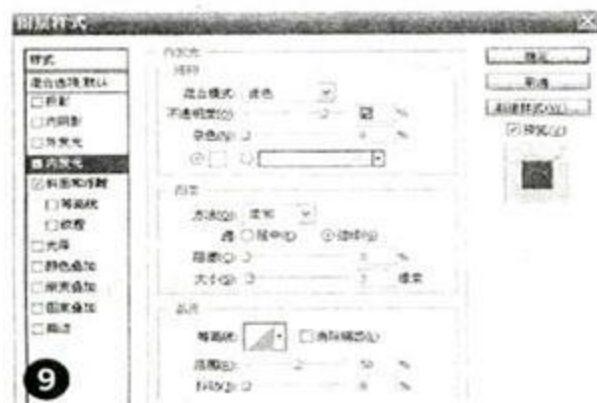 图层样式
样式
混合选项:默认
投影
内阴影
外发光
内发光
斜面和浮雕
等高线
纹理
光泽
颜色叠加
渐变叠加
图案叠加
描边
内发光
结构
混合模式: 滤色
不透明度(O): %
杂色(N): 0 %
图素
方法(Q): 柔和
源: 居中(E) 边缘(G)
阻塞(C): 0 %
大小(S): 像素
品质
等高线: 消除锯齿(L)
范围(R): 50 %
抖动(J): 0 %
确定
取消
新建样式(W)...
预览(V)
9